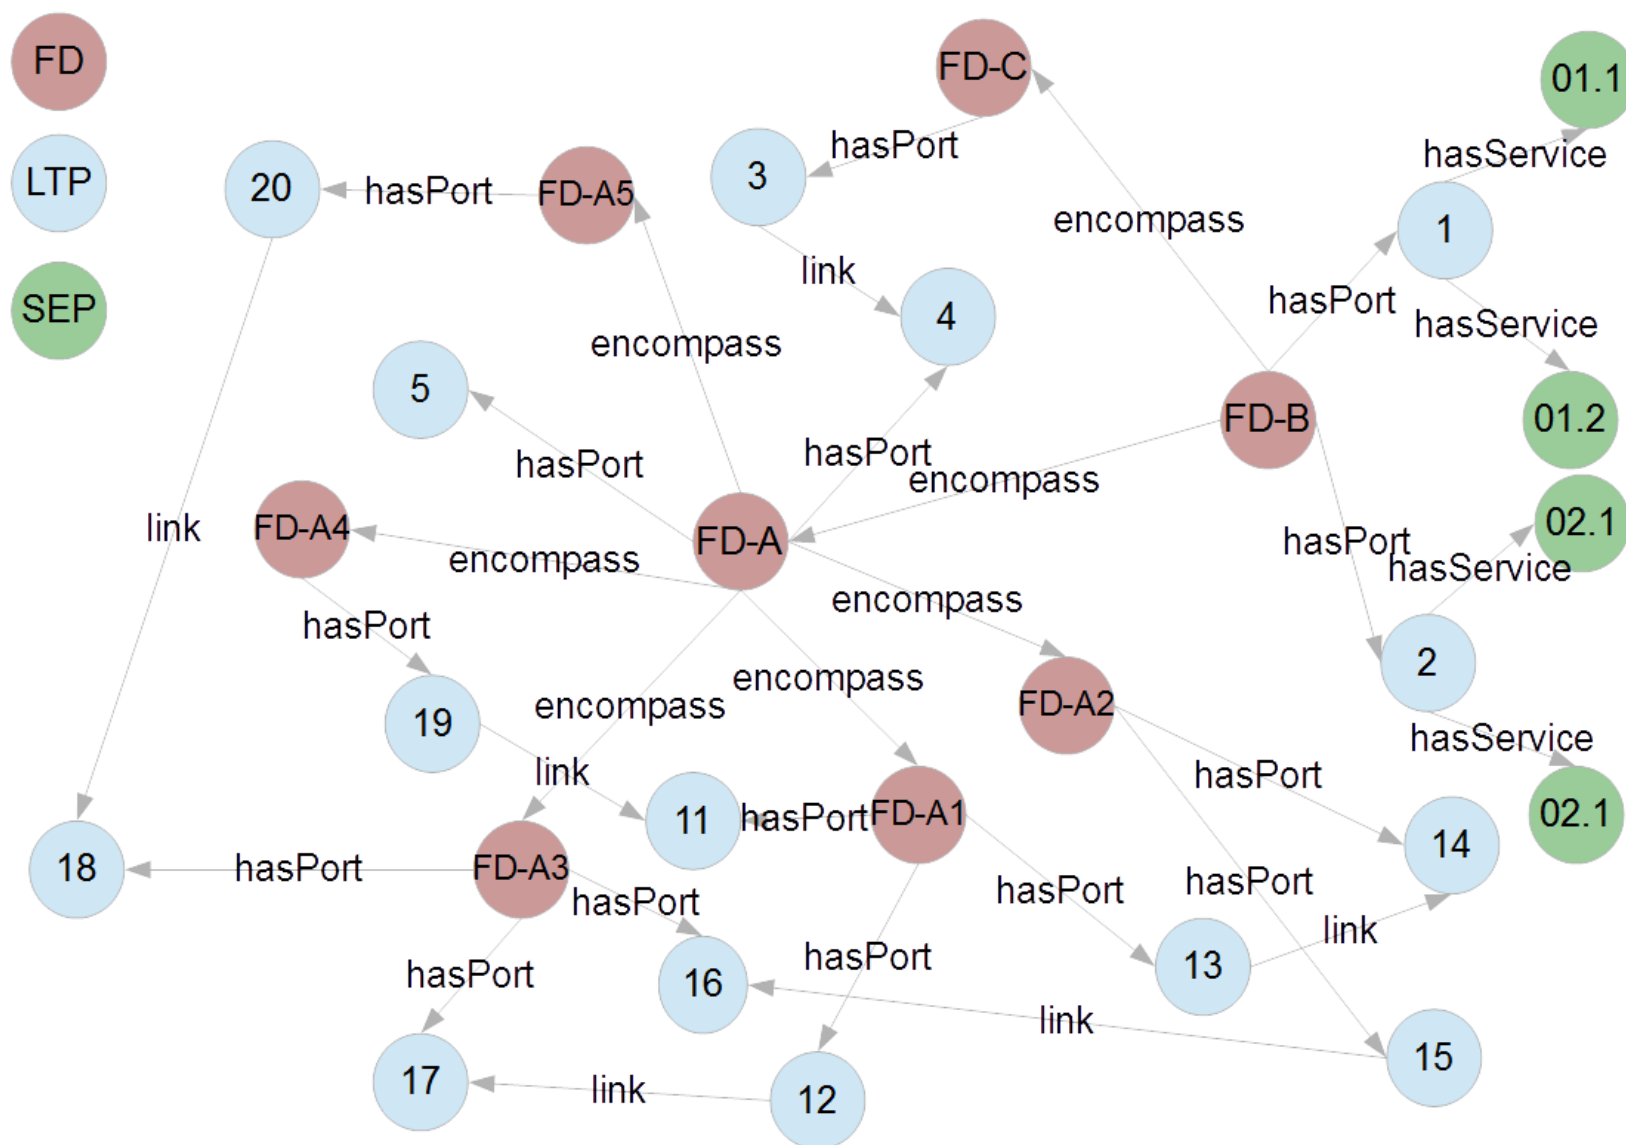 FD
FD-C
01.1
hasPort
hasService
LTP
20
hasPort
FD-A5
3
encompass
1
link
hasPort
SEP
4
hasService
encompass
5
FD-B
01.2
hasPort
hasPort
encompass
02.1
link
FD-A4
FD-A
hasPort
encompass
hasService
encompass
hasPort
2
encompass
encompass
FD-A2
19
hasService
link
hasPort
11
hasPort
FD-A1
02.1
14
18
hasPort
FD-A3
hasPort
hasPort
hasPort
link
hasPort
hasPort
13
16
link
15
17
link
12